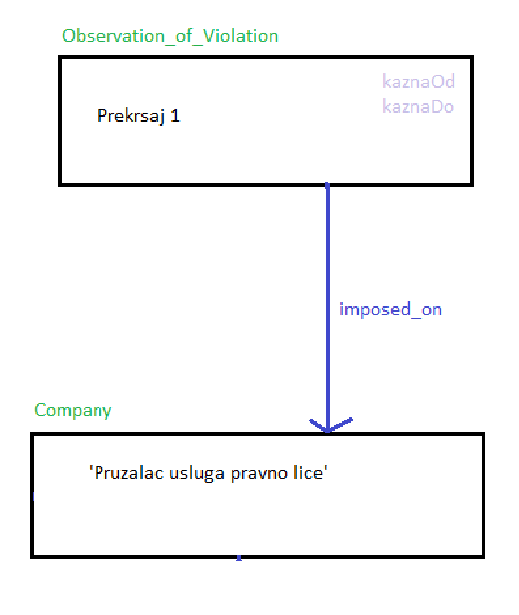 Observation_of_Violation
kaznaOd
kaznaDo
Prekrsaj 1
imposed_on
Company
'Pruzalac usluga pravno lice'